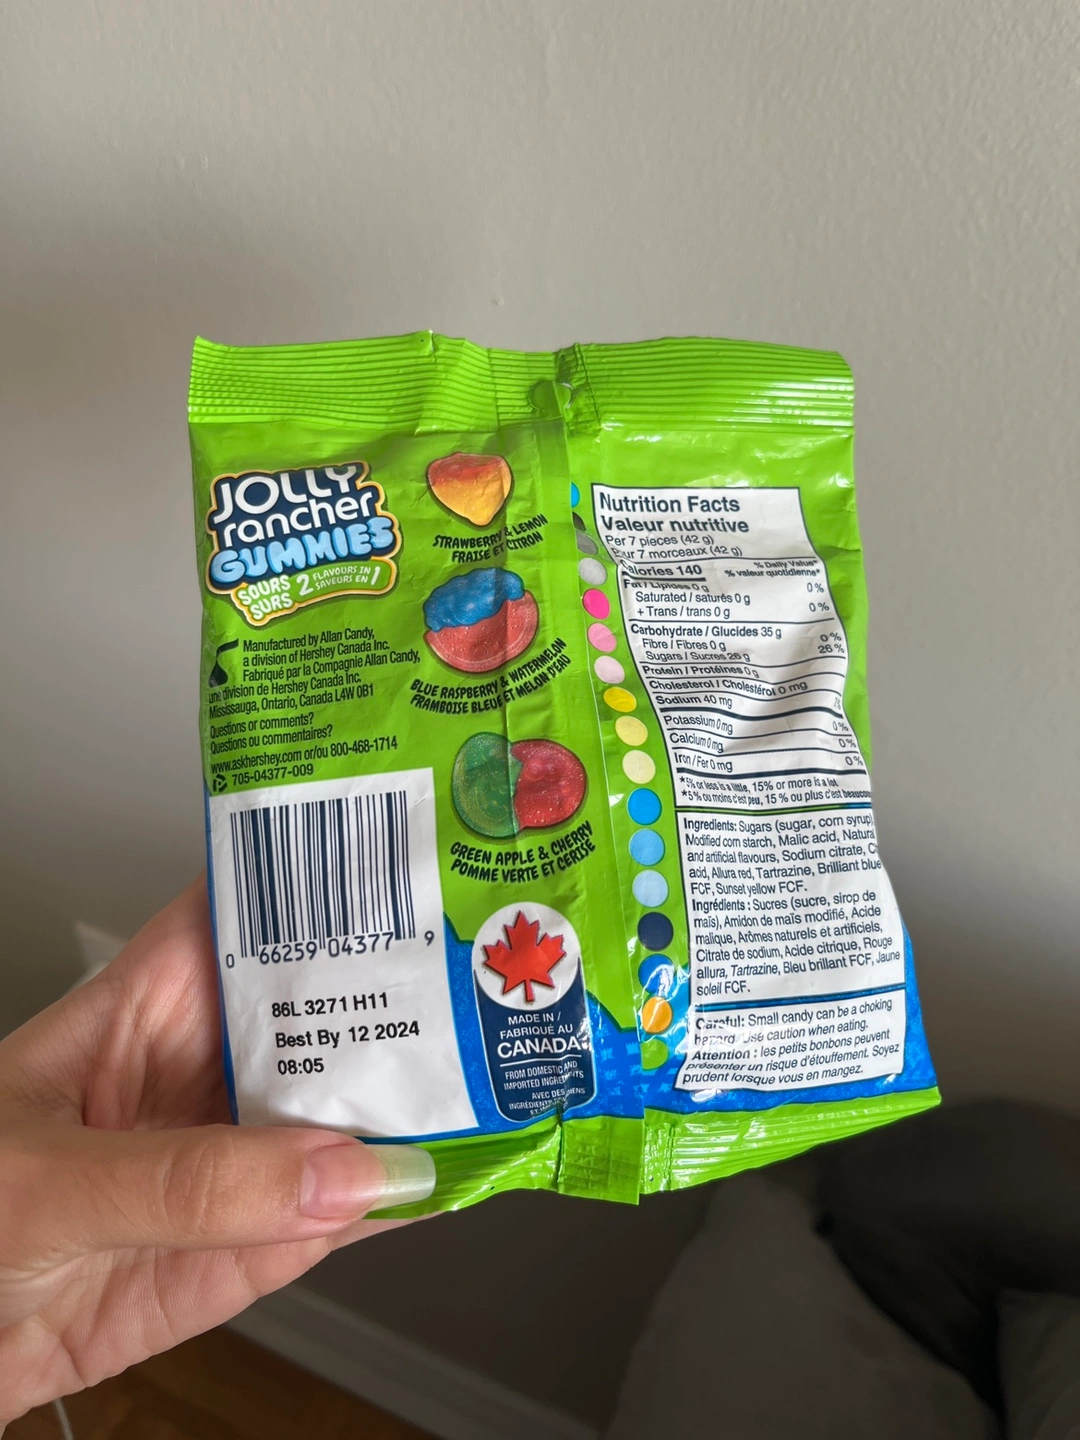 JOLLY
rancher
GUMMIES
SOURS
SURS
2 FLAVOURS IN
SAVEURS EN 1
Manufactured by Allan Candy,
a division of Hershey Canada Inc.
Fabriqué par la Compagnie Allan Candy,
une division de Hershey Canada Inc.
Mississauga, Ontario, Canada L4W 0B1
Questions or comments?
Questions ou commentaires?
www.askhershey.com or/ou 800-468-1714
705-04377-009
0 66259 04377 9
86L 3271 H11
Best By 12 2024
08:05
STRAWBERRY & LEMON
FRAISE ET CITRON
BLUE RASPBERRY & WATERMELON
FRAMBOISE BLEUE ET MELON D'EAU
GREEN APPLE & CHERRY
POMME VERTE ET CERISE
MADE IN /
FABRIQUÉ AU
CANADA
FROM DOMESTIC AND
IMPORTED INGREDIENTS
AVEC DES
INGRÉDIENTS
Nutrition Facts
Valeur nutritive
Per 7 pieces (42 g)
Pour 7 morceaux (42 g)
Calories 140
% Daily Value*
% valeur quotidienne*
Fat / Lipides 0 g 0 %
Saturated / saturés 0 g
+ Trans / trans 0 g 0 %
Carbohydrate / Glucides 35 g
Fibre / Fibres 0 g 0 %
Sugars / Sucres 26 g 26 %
Protein / Protéines 0 g
Cholesterol / Cholestérol 0 mg
Sodium 40 mg
Potassium 0 mg 0 %
Calcium 0 mg 0 %
Iron / Fer 0 mg 0 %
*5% or less is a little, 15% or more is a lot
*5 % ou moins c'est peu, 15 % ou plus c'est beaucou
Ingredients: Sugars (sugar, corn syrup)
Modified corn starch, Malic acid, Natural
and artificial flavours, Sodium citrate,
acid, Allura red, Tartrazine, Brilliant blue
FCF, Sunset yellow FCF.
Ingrédients : Sucres (sucre, sirop de
maïs), Amidon de maïs modifié, Acide
malique, Arômes naturels et artificiels,
Citrate de sodium, Acide citrique, Rouge
allura, Tartrazine, Bleu brillant FCF, Jaune
soleil FCF.
Careful: Small candy can be a choking
hazard. Use caution when eating.
Attention : les petits bonbons peuvent
présenter un risque d'étouffement. Soyez
prudent lorsque vous en mangez.